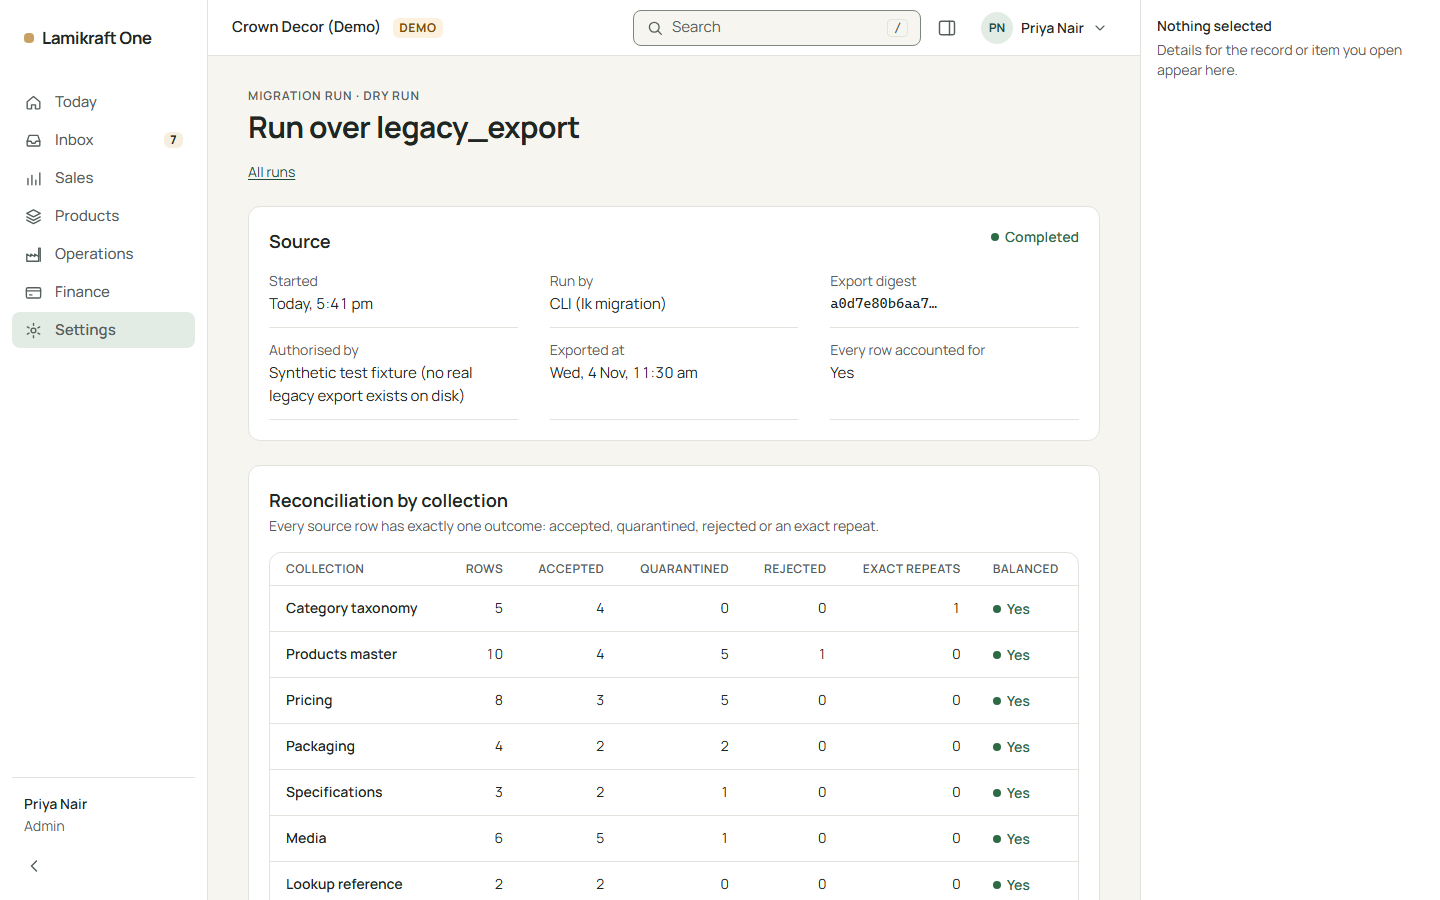 Lamikraft One
Today
Inbox 7
Sales
Products
Operations
Finance
Settings
Priya Nair
Admin
Crown Decor (Demo) DEMO
Search /
PN Priya Nair
MIGRATION RUN · DRY RUN
Run over legacy_export
All runs
Source
Completed
Started
Today, 5:41 pm
Run by
CLI (lk migration)
Export digest
a0d7e80b6aa7…
Authorised by
Synthetic test fixture (no real
legacy export exists on disk)
Exported at
Wed, 4 Nov, 11:30 am
Every row accounted for
Yes
Reconciliation by collection
Every source row has exactly one outcome: accepted, quarantined, rejected or an exact repeat.
COLLECTION ROWS ACCEPTED QUARANTINED REJECTED EXACT REPEATS BALANCED
Category taxonomy 5 4 0 0 1 Yes
Products master 10 4 5 1 0 Yes
Pricing 8 3 5 0 0 Yes
Packaging 4 2 2 0 0 Yes
Specifications 3 2 1 0 0 Yes
Media 6 5 1 0 0 Yes
Lookup reference 2 2 0 0 0 Yes
Nothing selected
Details for the record or item you open
appear here.